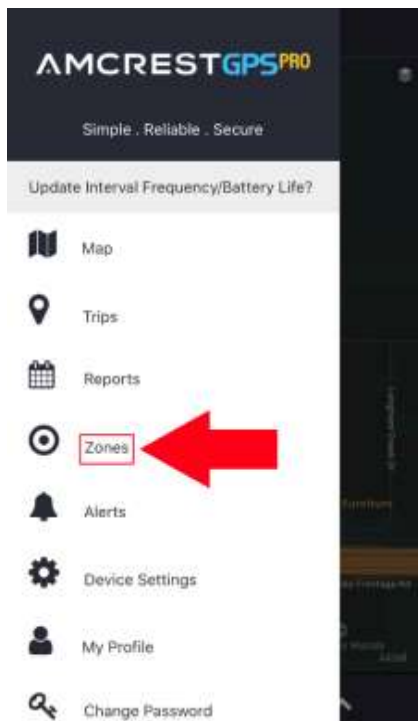 AMCRESTGPSPRO
Simple . Reliable . Secure
Update Interval Frequency/Battery Life?
Map
Trips
Reports
Zones
Alerts
Device Settings
My Profile
Change Password